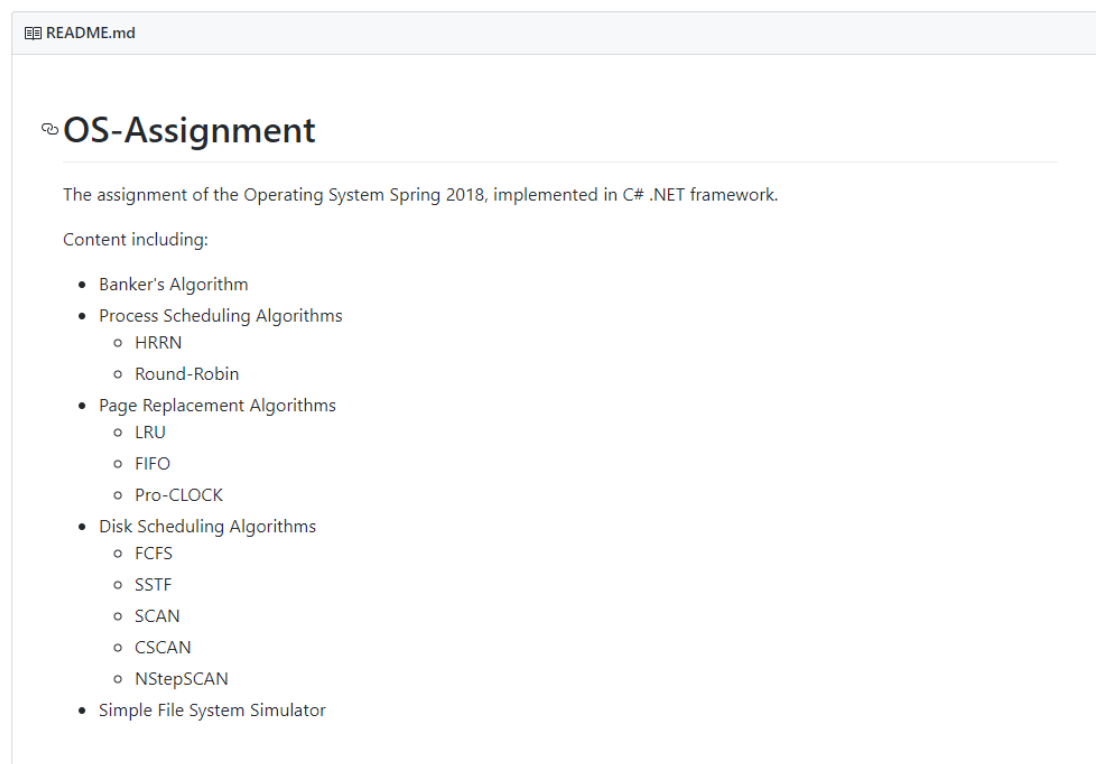 README.md
OS-Assignment
The assignment of the Operating System Spring 2018, implemented in C# .NET framework.
Content including:
Banker's Algorithm
Process Scheduling Algorithms
HRRN
Round-Robin
Page Replacement Algorithms
LRU
FIFO
Pro-CLOCK
Disk Scheduling Algorithms
FCFS
SSTF
SCAN
CSCAN
NStepSCAN
Simple File System Simulator